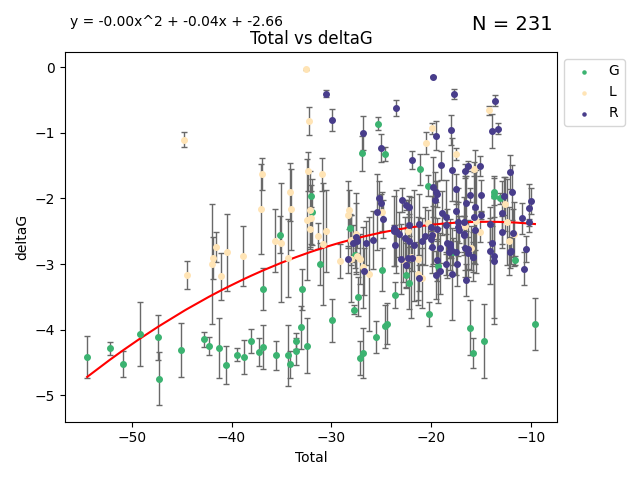 y = -0.00x^2 + -0.04x + -2.66
N = 231
Total vs deltaG
G
L
R
0
−1
−2
−3
−4
−5
deltaG
−50
−40
−30
−20
−10
Total